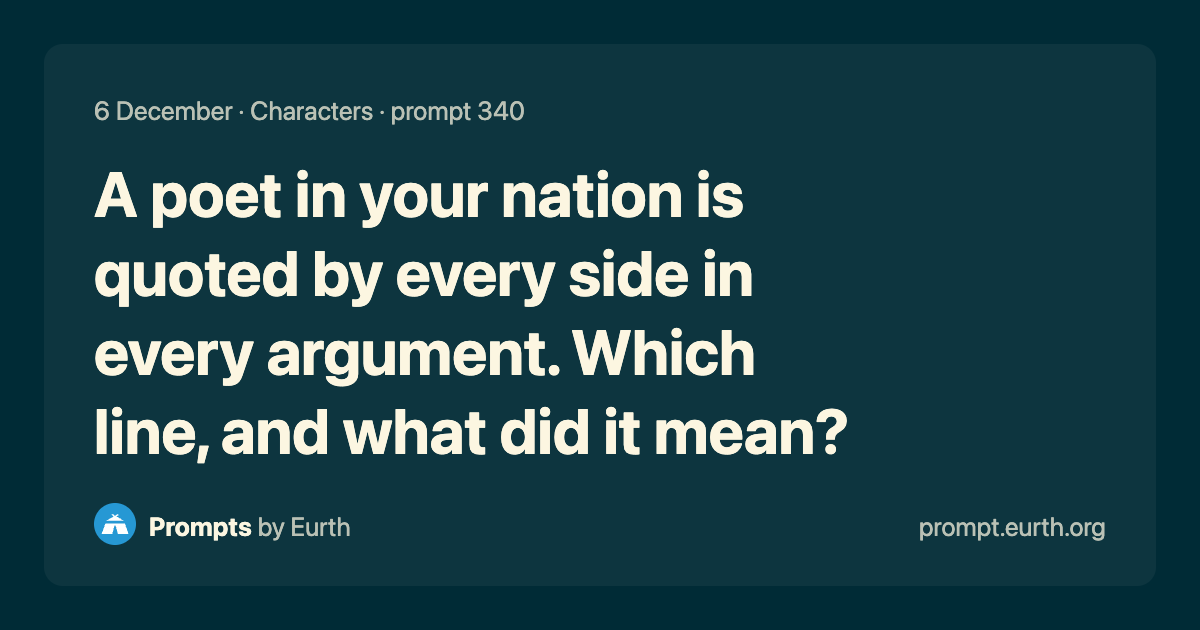 6 December · Characters · prompt 340
A poet in your nation is
quoted by every side in
every argument. Which
line, and what did it mean?
Prompts by Eurth
prompt.eurth.org